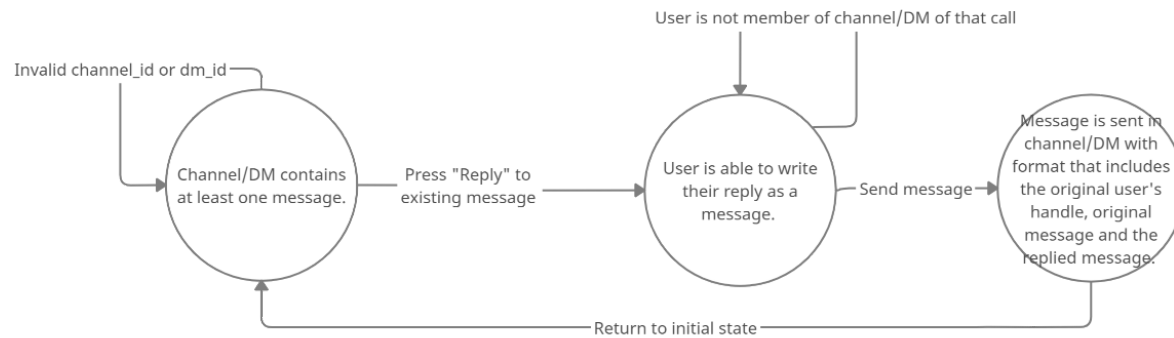 User is not member of channel/DM of that call
Invalid channel_id or dm_id
Channel/DM contains
at least one message.
Press "Reply" to
existing message
User is able to write
their reply as a
message.
Send message
Message is sent in
channel/DM with
format that includes
the original user's
handle, original
message and the
replied message.
Return to initial state